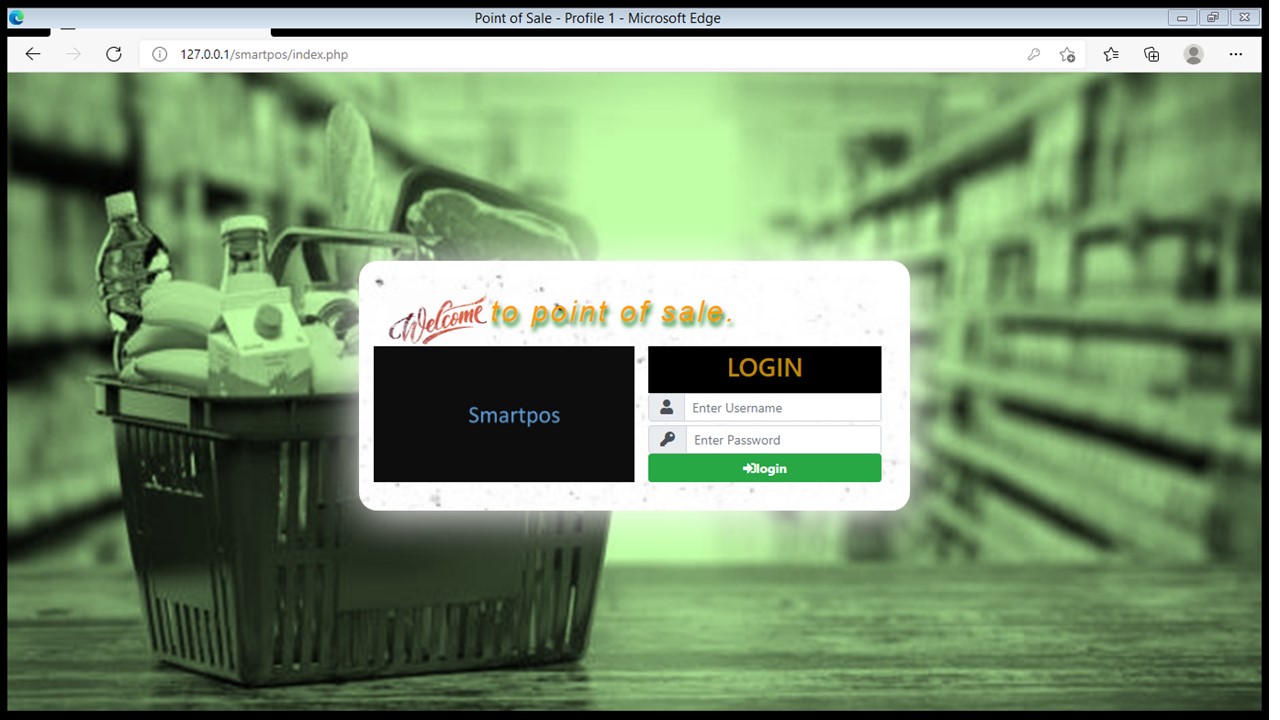 Point of Sale - Profile 1 - Microsoft Edge
127.0.0.1/smartpos/index.php
Welcome to point of sale.
Smartpos
LOGIN
Enter Username
Enter Password
login